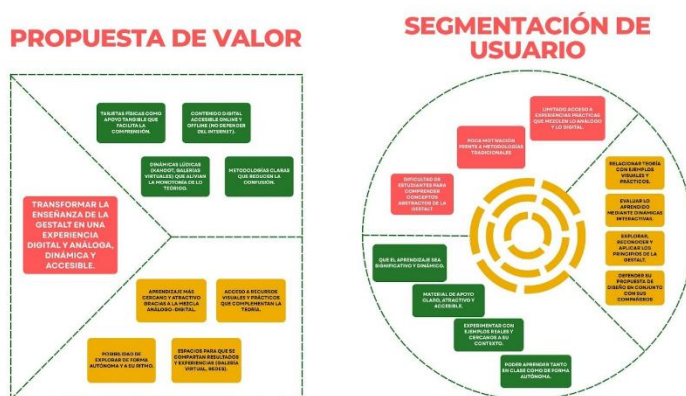 PROPUESTA DE VALOR
TARJETAS FÍSICAS COMO
APOYO TANGIBLE QUE
FACILITA LA
COMPRENSIÓN.
CONTENIDO DIGITAL
ACCESIBLE ONLINE Y
OFFLINE (NO DEPENDER
DEL INTERNET).
DINÁMICAS LÚDICAS
(KAHOOT, GALERÍAS
VIRTUALES) QUE ALIVIAN
LA MONOTONÍA DE LO
TEÓRICO.
METODOLOGÍAS CLARAS
QUE REDUCEN LA
CONFUSIÓN.
TRANSFORMAR LA
ENSEÑANZA DE LA
GESTALT EN UNA
EXPERIENCIA
DIGITAL Y ANÁLOGA,
DINÁMICA Y
ACCESIBLE.
APRENDIZAJE MÁS
CERCANO Y ATRACTIVO
GRACIAS A LA MEZCLA
ANÁLOGO-DIGITAL.
ACCESO A RECURSOS
VISUALES Y PRÁCTICOS
QUE COMPLEMENTAN LA
TEORÍA.
POSIBILIDAD DE
EXPLORAR DE FORMA
AUTÓNOMA Y A SU RITMO.
ESPACIOS PARA QUE SE
COMPARTAN RESULTADOS
Y EXPERIENCIAS (GALERÍA
VIRTUAL, REDES).
SEGMENTACIÓN DE
USUARIO
LIMITADO ACCESO A
EXPERIENCIAS PRÁCTICAS
QUE MEZCLEN LO ANÁLOGO
Y LO DIGITAL.
POCA MOTIVACIÓN
FRENTE A METODOLOGÍAS
TRADICIONALES
DIFICULTAD DE
ESTUDIANTES PARA
COMPRENDER
CONCEPTOS
ABSTRACTOS DE LA
GESTALT
RELACIONAR TEORÍA
CON EJEMPLOS
VISUALES Y
PRÁCTICOS.
EVALUAR LO
APRENDIDO
MEDIANTE DINÁMICAS
INTERACTIVAS.
EXPLORAR,
RECONOCER Y
APLICAR LOS
PRINCIPIOS DE LA
GESTALT.
DEFENDER SU
PROPUESTA DE
DISEÑO EN CONJUNTO
CON SUS
COMPAÑEROS
QUE EL APRENDIZAJE SEA
SIGNIFICATIVO Y DINÁMICO.
MATERIAL DE APOYO
CLARO, ATRACTIVO Y
ACCESIBLE.
EXPERIMENTAR CON
EJEMPLOS REALES Y
CERCANOS A SU
CONTEXTO.
PODER APRENDER TANTO
EN CLASE COMO DE FORMA
AUTÓNOMA.